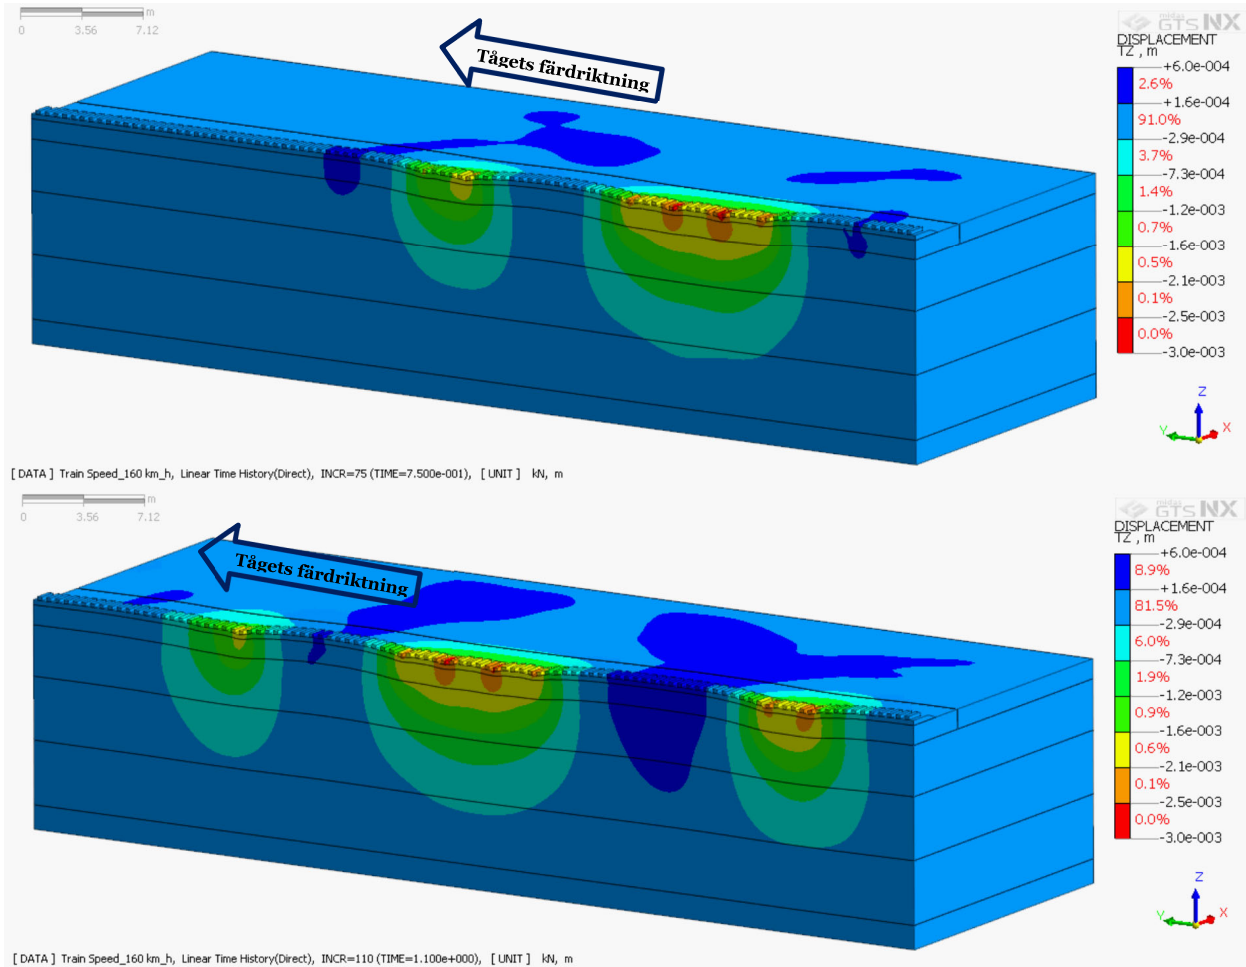 m
0 3.56 7.12
Tågets färdriktning
midas
GTS NX
DISPLACEMENT
TZ , m
+6.0e-004
2.6%
+1.6e-004
91.0%
-2.9e-004
3.7%
-7.3e-004
1.4%
-1.2e-003
0.7%
-1.6e-003
0.5%
-2.1e-003
0.1%
-2.5e-003
0.0%
-3.0e-003
Z
Y X
[ DATA ] Train Speed_160 km_h, Linear Time History(Direct), INCR=75 (TIME=7.500e-001), [ UNIT ] kN, m
m
0 3.56 7.12
Tågets färdriktning
midas
GTS NX
DISPLACEMENT
TZ , m
+6.0e-004
8.9%
+1.6e-004
81.5%
-2.9e-004
6.0%
-7.3e-004
1.9%
-1.2e-003
0.9%
-1.6e-003
0.6%
-2.1e-003
0.1%
-2.5e-003
0.0%
-3.0e-003
Z
Y X
[ DATA ] Train Speed_160 km_h, Linear Time History(Direct), INCR=110 (TIME=1.100e+000), [ UNIT ] kN, m